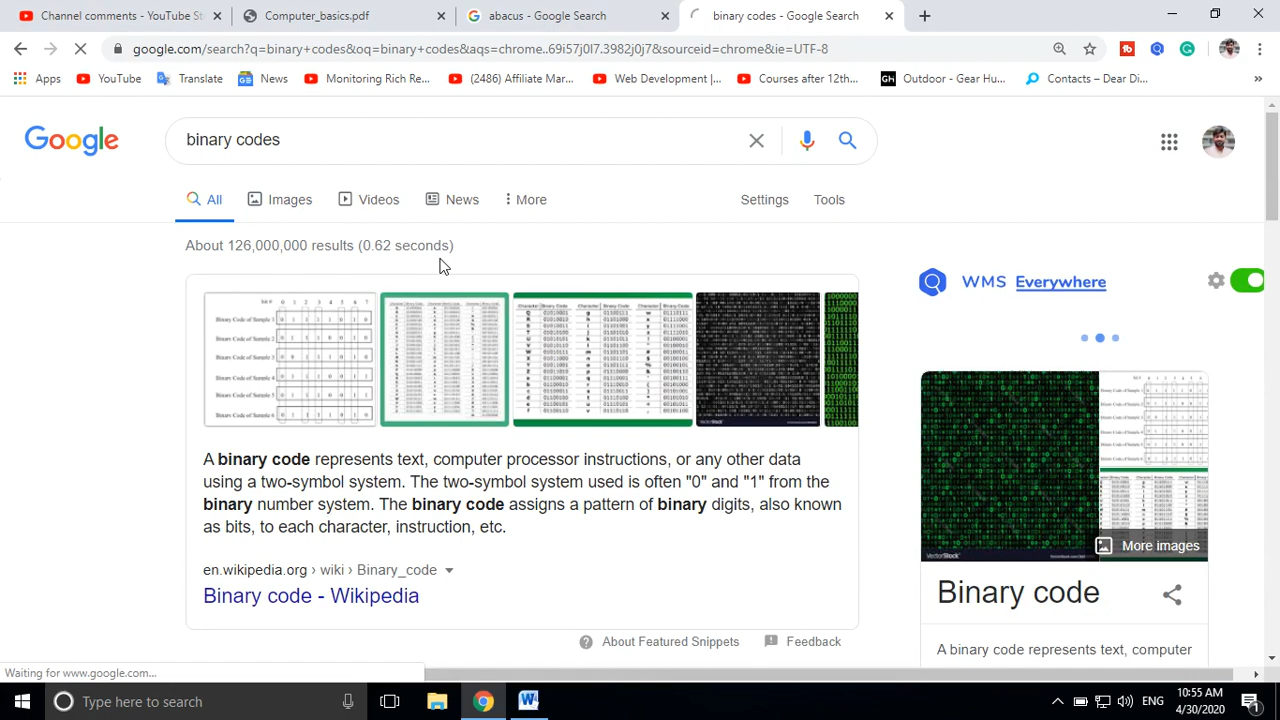 Channel comments - YouTube St
Computer_basics.pdf
abacus - Google Search
binary codes - Google Search
google.com/search?q=binary+codes&oq=binary+codes&aqs=chrome..69i57j0l7.3982j0j7&sourceid=chrome&ie=UTF-8
Apps
YouTube
Translate
News
Monitoring Rich Re...
(2486) Affiliate Mar...
Web Development |...
Courses after 12th...
Outdoor - Gear Hu...
Contacts – Dear Di...
Google
binary codes
All
Images
Videos
News
More
Settings
Tools
About 126,000,000 results (0.62 seconds)
WMS Everywhere
A binary code represents text, computer processor instructions, or any other data
using a two-symbol system. The two-symbol system used is often "0" and "1" from the
binary number system. The binary code assigns a pattern of binary digits, also known
as bits, to each character, instruction, etc.
en.wikipedia.org › wiki › Binary_code
Binary code - Wikipedia
About Featured Snippets
Feedback
More images
VectorStock
Binary code
A binary code represents text, computer
Waiting for www.google.com...
Type here to search
ENG
10:55 AM
4/30/2020